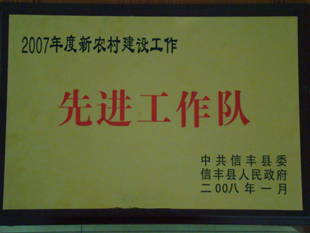 2007年度新农村建设工作
先进工作队
中共信丰县委
信丰县人民政府
二00八年一月